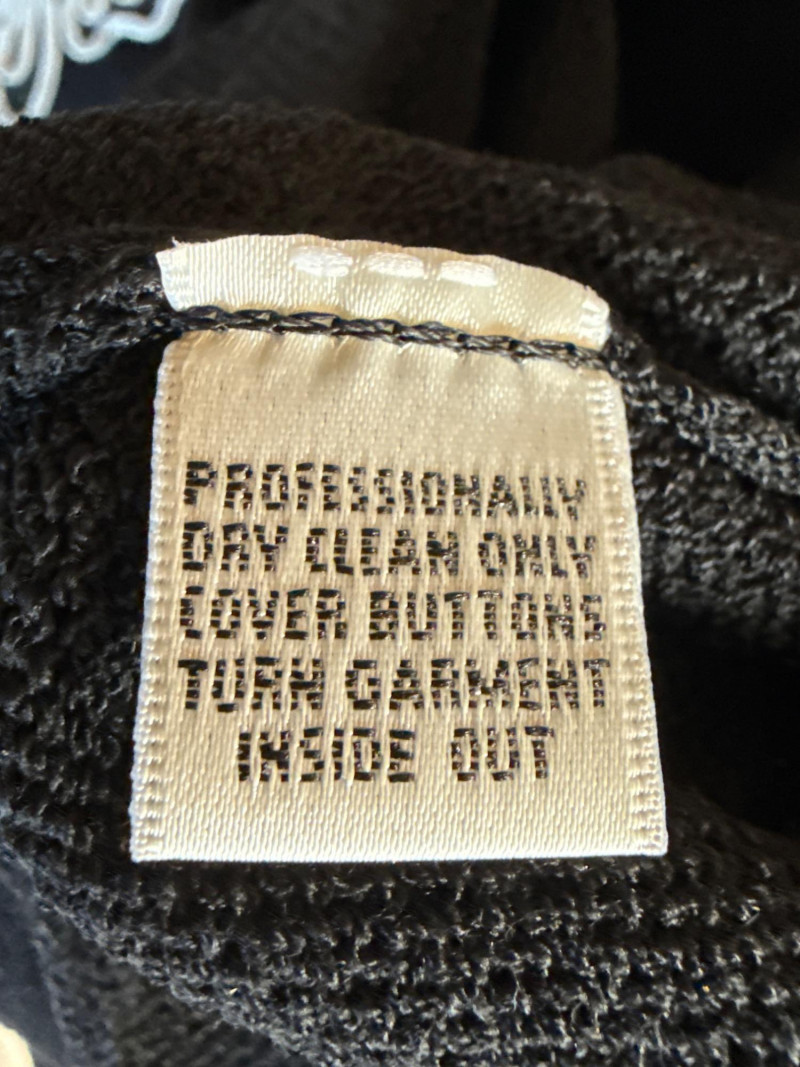 PROFESSIONALLY
DRY CLEAN ONLY
COVER BUTTONS
TURN GARMENT
INSIDE OUT